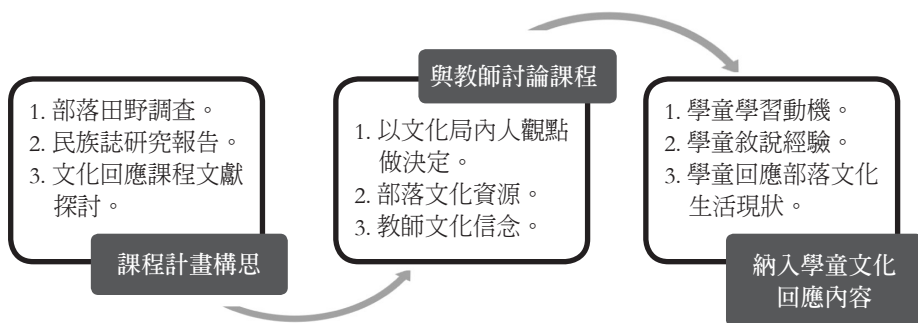 1. 部落田野調查。
2. 民族誌研究報告。
3. 文化回應課程文獻
探討。
課程計畫構思
與教師討論課程
1. 以文化局內人觀點
做決定。
2. 部落文化資源。
3. 教師文化信念。
1. 學童學習動機。
2. 學童敘說經驗。
3. 學童回應部落文化
生活現狀。
納入學童文化
回應內容